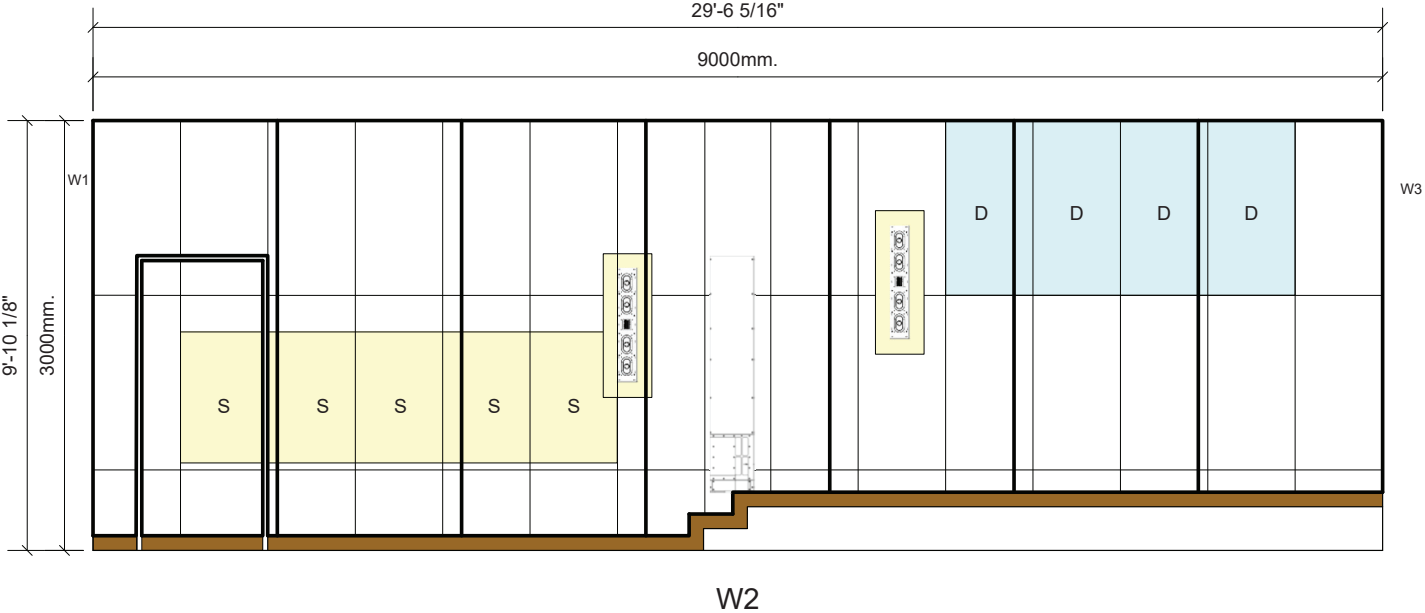 29'-6 5/16"
9000mm.
W1
W3
9'-10 1/8"
3000mm.
D D D D
S S S S S
W2